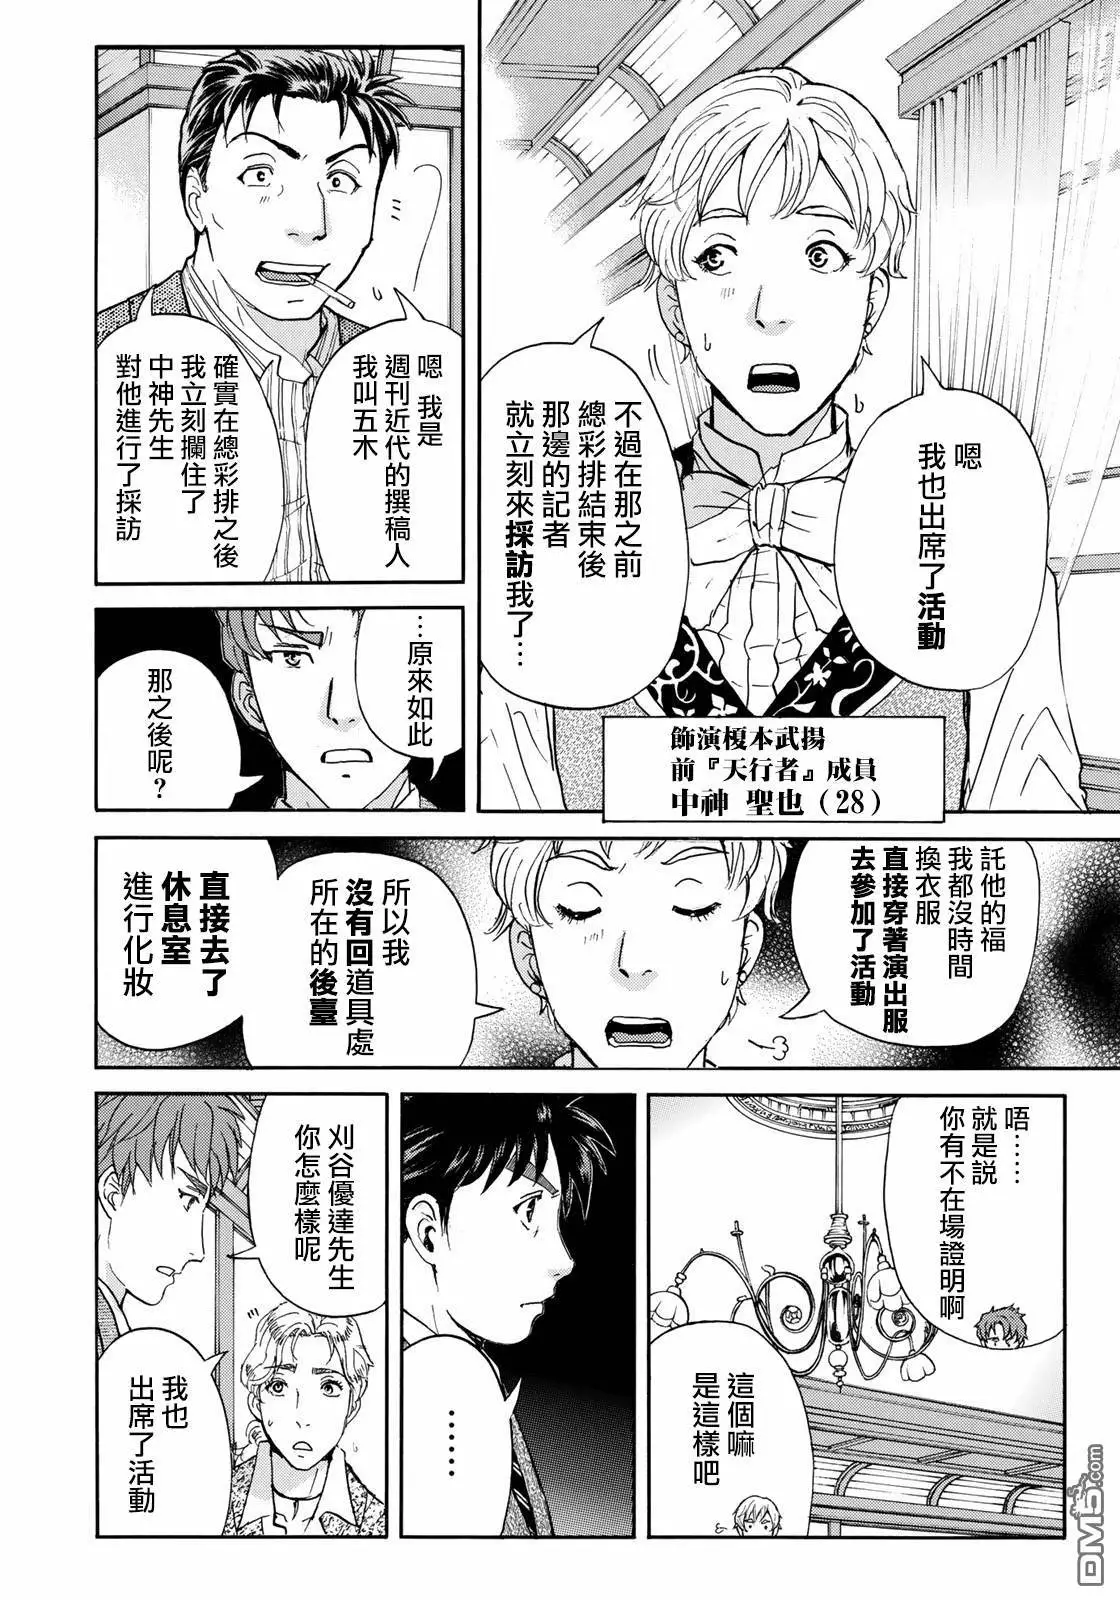 嗯
我也出席了活動
不過在那之前
總彩排結束後
那邊的記者
就立刻來採訪我了…
飾演榎本武揚
前『天行者』成員
中神 聖也（28）
嗯 我是
週刊近代的撰稿人
我叫五木
確實在總彩排之後
我立刻攔住了
中神先生
對他進行了採訪
…原來如此
那之後呢？
託他的福
我都沒時間
換衣服
直接穿著演出服
去參加了活動
所以我
沒有回道具處
所在的後臺
直接去了
休息室
進行化妝
唔……
就是説
你有不在場證明啊
這個嘛
是這樣吧
……
刈谷優達先生
你怎麼樣呢
我也
出席了活動
DM5.com